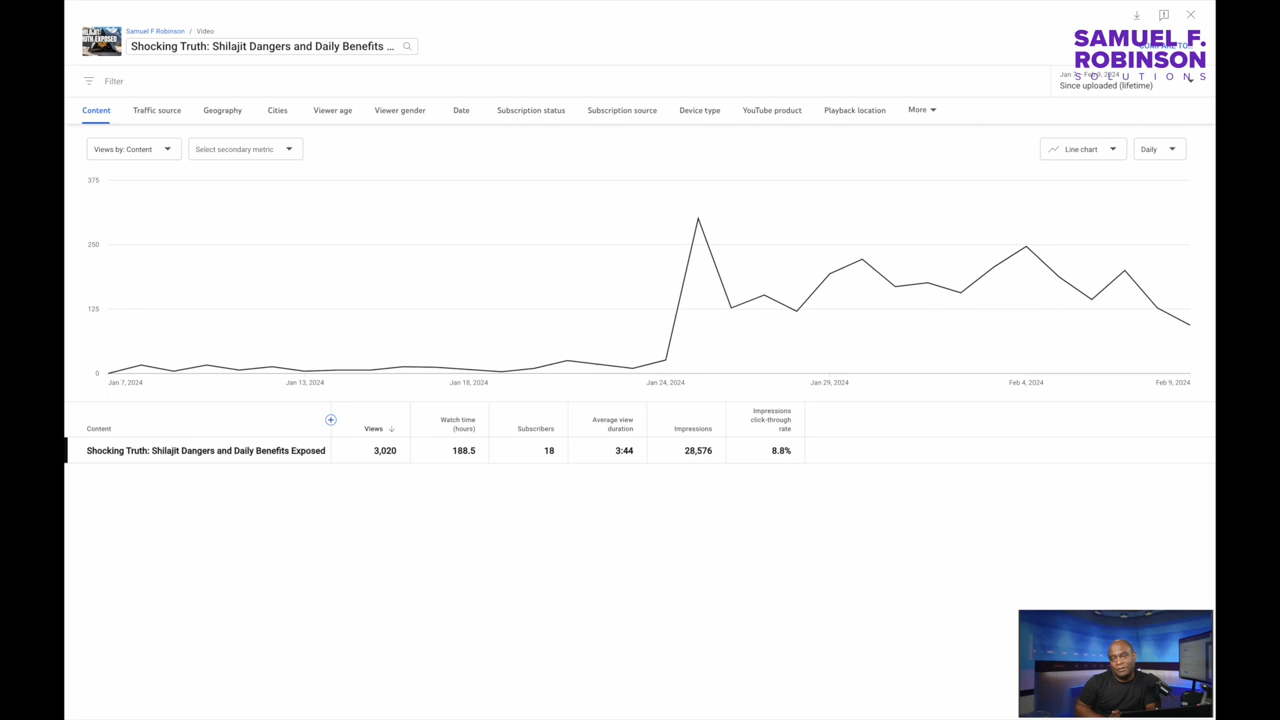 Samuel F Robinson / Video
Shocking Truth: Shilajit Dangers and Daily Benefits ...
SAMUEL F.
ROBINSON
SOLUTIONS
Filter
Since uploaded (lifetime)
Content Traffic source Geography Cities Viewer age Viewer gender Date Subscription status Subscription source Device type YouTube product Playback location More
Views by: Content Select secondary metric Line chart Daily
375
250
125
0
Jan 7, 2024 Jan 13, 2024 Jan 18, 2024 Jan 24, 2024 Jan 29, 2024 Feb 4, 2024 Feb 9, 2024
Content Views Watch time (hours) Subscribers Average view duration Impressions Impressions click-through rate
Shocking Truth: Shilajit Dangers and Daily Benefits Exposed 3,020 188.5 18 3:44 28,576 8.8%